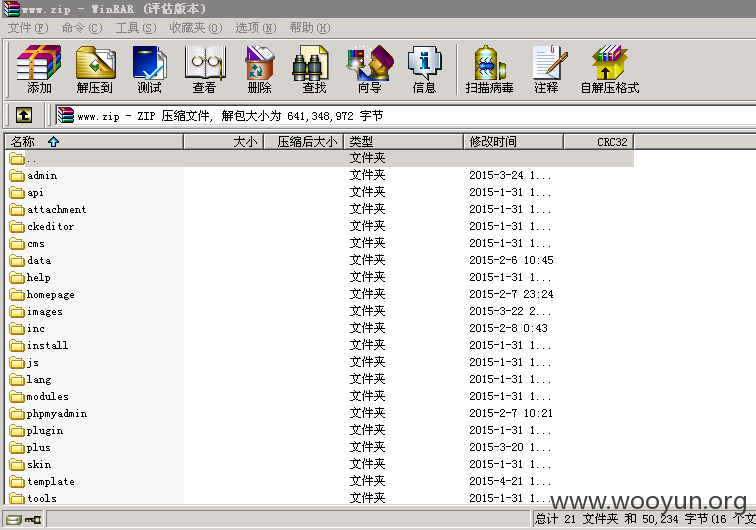 www.zip - WinRAR (评估版本)
文件(F) 命令(C) 工具(S) 收藏夹(O) 选项(N) 帮助(H)
添加 解压到 测试 查看 删除 查找 向导 信息 扫描病毒 注释 自解压格式
www.zip - ZIP 压缩文件, 解包大小为 641,348,972 字节
名称 大小 压缩后大小 类型 修改时间 CRC32
.. 文件夹
admin 文件夹 2015-3-24 1...
api 文件夹 2015-1-31 1...
attachment 文件夹 2015-1-31 1...
ckeditor 文件夹 2015-1-31 1...
cms 文件夹 2015-1-31 1...
data 文件夹 2015-2-6 10:45
help 文件夹 2015-1-31 1...
homepage 文件夹 2015-2-7 23:24
images 文件夹 2015-3-22 2...
inc 文件夹 2015-2-8 0:43
install 文件夹 2015-1-31 1...
js 文件夹 2015-1-31 1...
lang 文件夹 2015-1-31 1...
modules 文件夹 2015-1-31 1...
phpmyadmin 文件夹 2015-2-7 10:21
plugin 文件夹 2015-1-31 1...
plus 文件夹 2015-3-20 1...
skin 文件夹 2015-1-31 1...
template 文件夹 2015-4-21 1...
tools 文件夹 2015-1-31 1...
www.wooyun.org
总计 21 文件夹 和 50,234 字节(16 个文